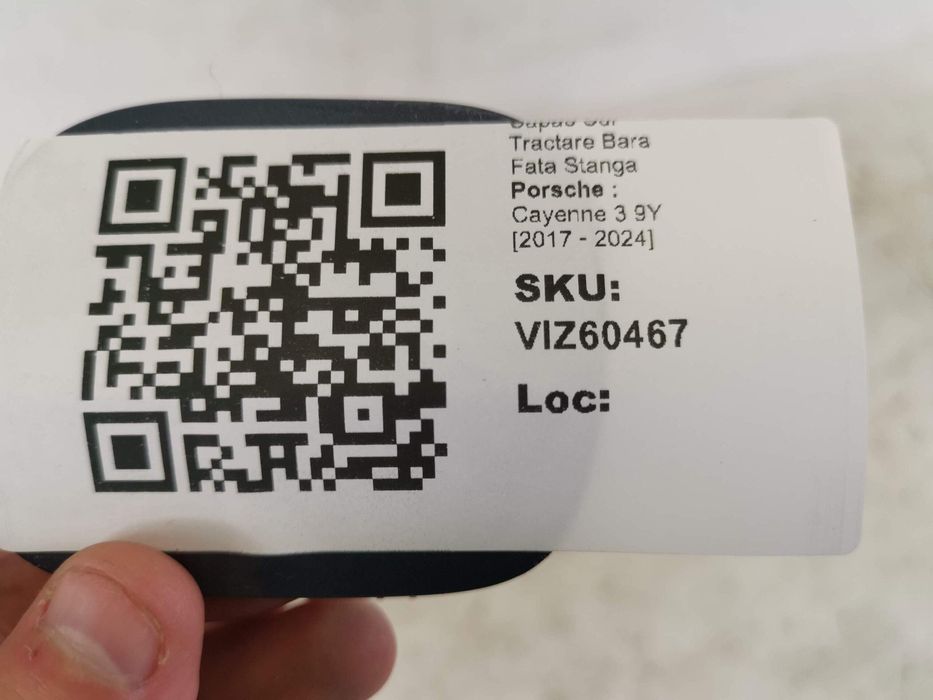 Tractare Bara
Fata Stanga
Porsche :
Cayenne 3 9Y
[2017 - 2024]
SKU:
VIZ60467
Loc: